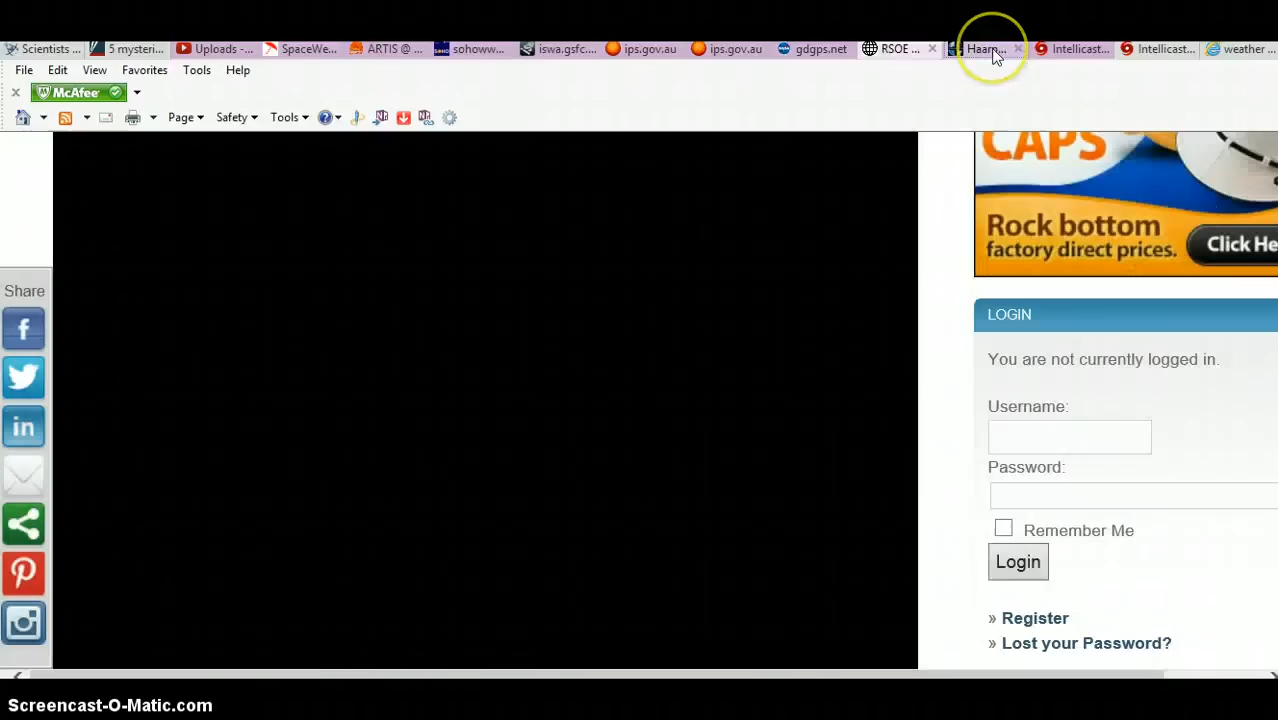 Scientists ... 5 mysteri... Uploads -... SpaceWe... ARTIS @ ... sohoww... iswa.gsfc.... ips.gov.au ips.gov.au gdgps.net RSOE ... Haar... Intellicast... Intellicast... weather ...
File Edit View Favorites Tools Help
McAfee
Page Safety Tools
CAPS
Rock bottom
factory direct prices.
Click He
Share
LOGIN
You are not currently logged in.
Username:
Password:
Remember Me
Login
» Register
» Lost your Password?
Screencast-O-Matic.com